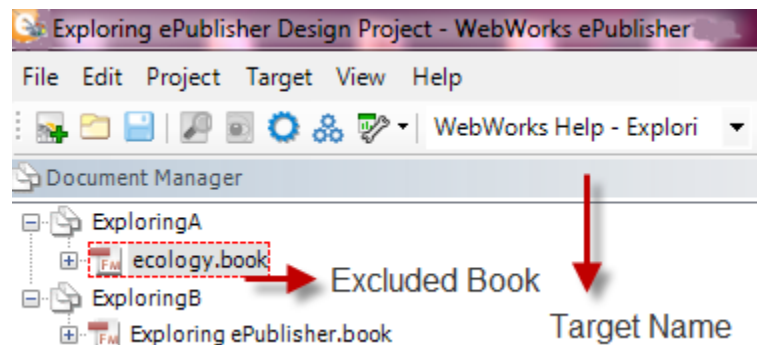 Exploring ePublisher Design Project - WebWorks ePublisher
File Edit Project Target View Help
WebWorks Help - Explori
Document Manager
ExploringA
ecology.book
Excluded Book
ExploringB
Exploring ePublisher.book
Target Name